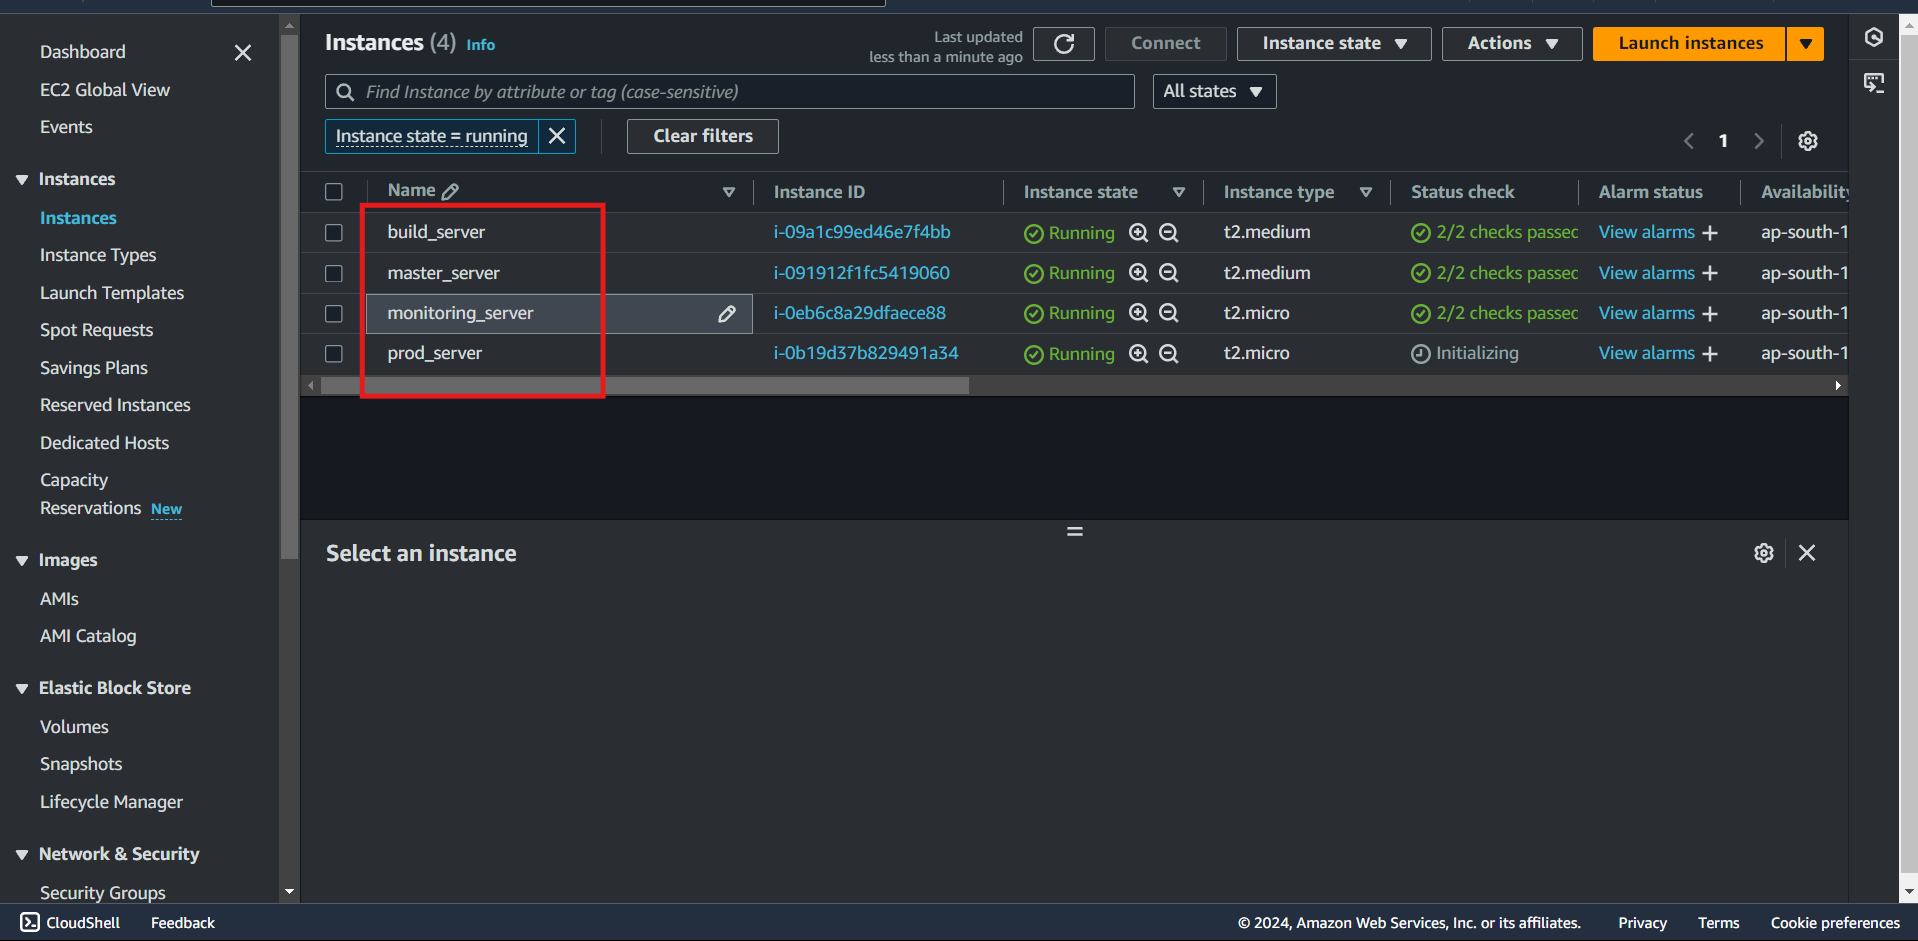 Dashboard
EC2 Global View
Events
Instances
Instances
Instance Types
Launch Templates
Spot Requests
Savings Plans
Reserved Instances
Dedicated Hosts
Capacity
Reservations New
Images
AMIs
AMI Catalog
Elastic Block Store
Volumes
Snapshots
Lifecycle Manager
Network & Security
Security Groups
Instances (4) Info
Last updated
less than a minute ago
Connect
Instance state
Actions
Launch instances
Find Instance by attribute or tag (case-sensitive)
All states
Instance state = running
Clear filters
1
Name Instance ID Instance state Instance type Status check Alarm status Availability
build_server i-09a1c99ed46e7f4bb Running t2.medium 2/2 checks passec View alarms + ap-south-1
master_server i-091912f1fc5419060 Running t2.medium 2/2 checks passec View alarms + ap-south-1
monitoring_server i-0eb6c8a29dfaece88 Running t2.micro 2/2 checks passec View alarms + ap-south-1
prod_server i-0b19d37b829491a34 Running t2.micro Initializing View alarms + ap-south-1
Select an instance
CloudShell Feedback © 2024, Amazon Web Services, Inc. or its affiliates. Privacy Terms Cookie preferences